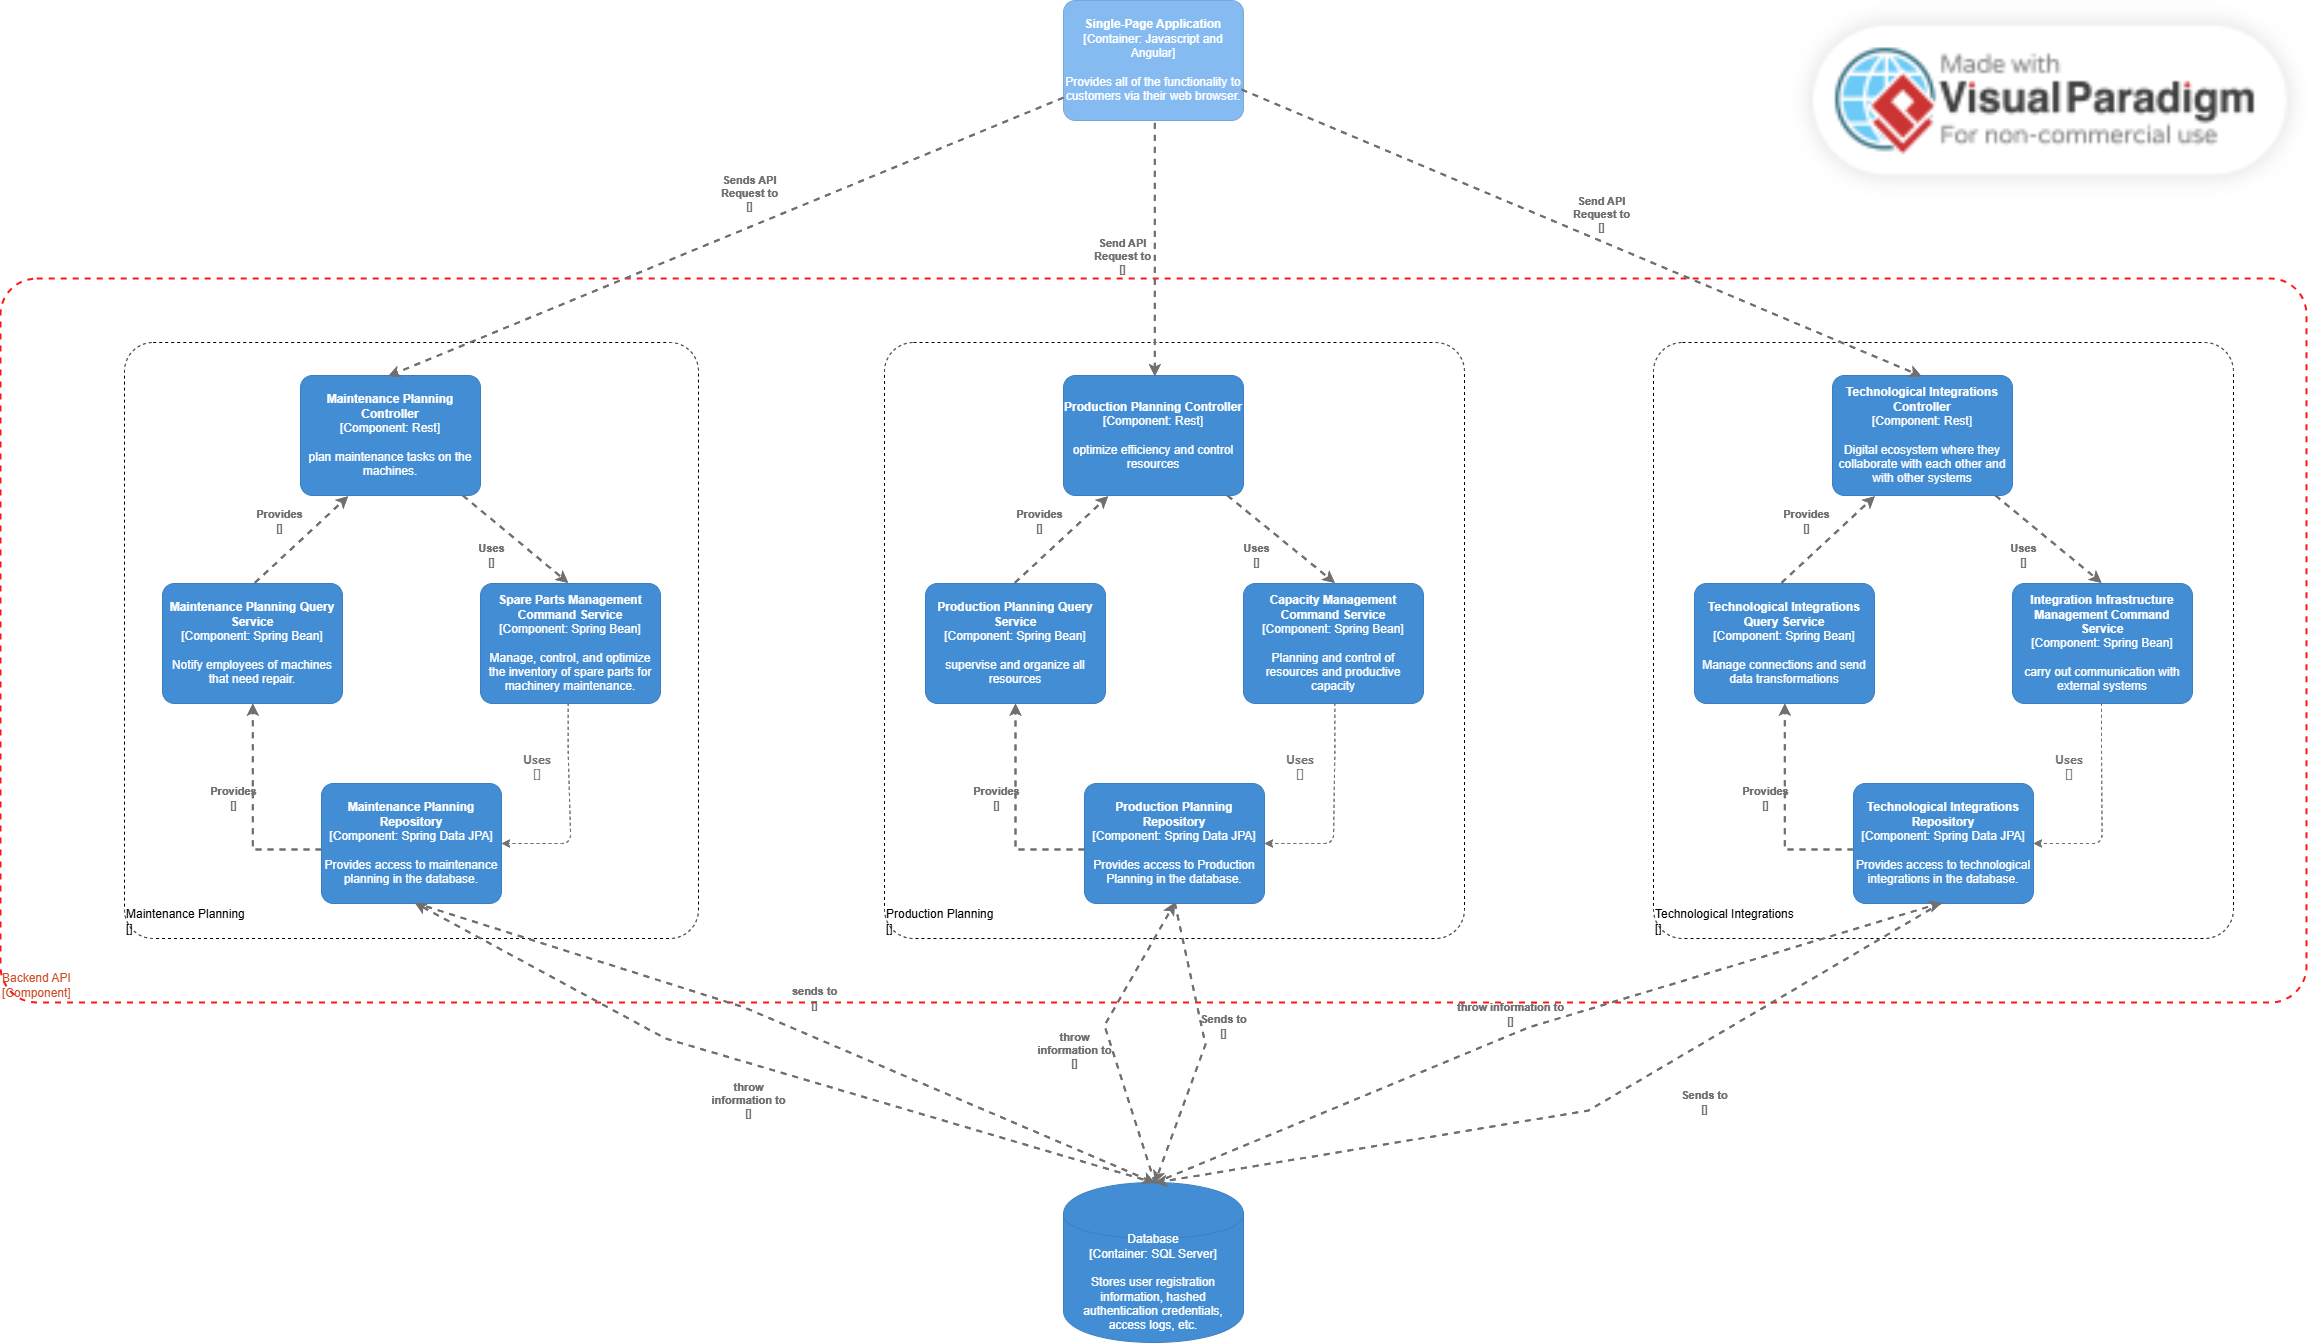 Single-Page Application
[Container: Javascript and
Angular]
Provides all of the functionality to
customers via their web browser.
Made with
Visual Paradigm
For non-commercial use
Sends API
Request to
[]
Send API
Request to
[]
Send API
Request to
[]
Maintenance Planning
Controller
[Component: Rest]
plan maintenance tasks on the
machines.
Provides
[]
Uses
[]
Maintenance Planning Query
Service
[Component: Spring Bean]
Notify employees of machines
that need repair.
Spare Parts Management
Command Service
[Component: Spring Bean]
Manage, control, and optimize
the inventory of spare parts for
machinery maintenance.
Provides
[]
Uses
[]
Maintenance Planning
Repository
[Component: Spring Data JPA]
Provides access to maintenance
planning in the database.
Maintenance Planning
[]
Production Planning Controller
[Component: Rest]
optimize efficiency and control
resources
Provides
[]
Uses
[]
Production Planning Query
Service
[Component: Spring Bean]
supervise and organize all
resources
Capacity Management
Command Service
[Component: Spring Bean]
Planning and control of
resources and productive
capacity
Provides
[]
Uses
[]
Production Planning
Repository
[Component: Spring Data JPA]
Provides access to Production
Planning in the database.
Production Planning
[]
Technological Integrations
Controller
[Component: Rest]
Digital ecosystem where they
collaborate with each other and
with other systems
Provides
[]
Uses
[]
Technological Integrations
Query Service
[Component: Spring Bean]
Manage connections and send
data transformations
Integration Infrastructure
Management Command
Service
[Component: Spring Bean]
carry out communication with
external systems
Provides
[]
Uses
[]
Technological Integrations
Repository
[Component: Spring Data JPA]
Provides access to technological
integrations in the database.
Technological Integrations
[]
Backend API
[Component]
sends to
[]
throw
information to
[]
throw
information to
[]
Sends to
[]
throw information to
[]
Sends to
[]
Database
[Container: SQL Server]
Stores user registration
information, hashed
authentication credentials,
access logs, etc.